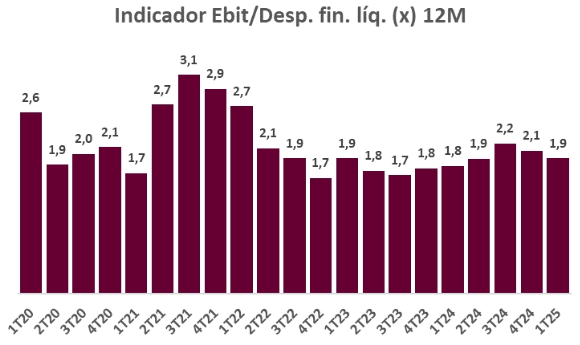 Indicador Ebit/Desp. fin. líq. (x) 12M
2,6 1,9 2,0 2,1 1,7 2,7 3,1 2,9 2,7 2,1 1,9 1,7 1,9 1,8 1,7 1,8 1,8 1,9 2,2 2,1 1,9
1T20 2T20 3T20 4T20 1T21 2T21 3T21 4T21 1T22 2T22 3T22 4T22 1T23 2T23 3T23 4T23 1T24 2T24 3T24 4T24 1T25